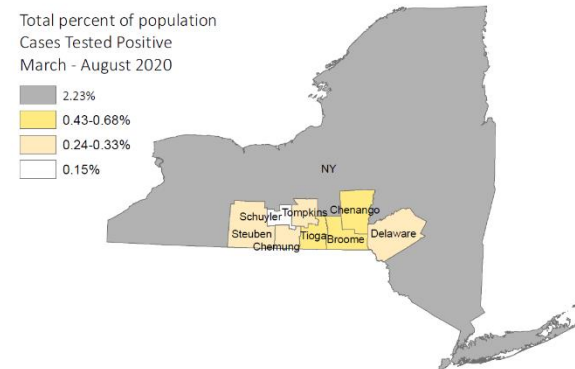 Total percent of population
Cases Tested Positive
March - August 2020
2.23%
0.43-0.68%
0.24-0.33%
0.15%
NY
Schuyler Tompkins Chenango
Steuben Tioga Broome Delaware
Chemung